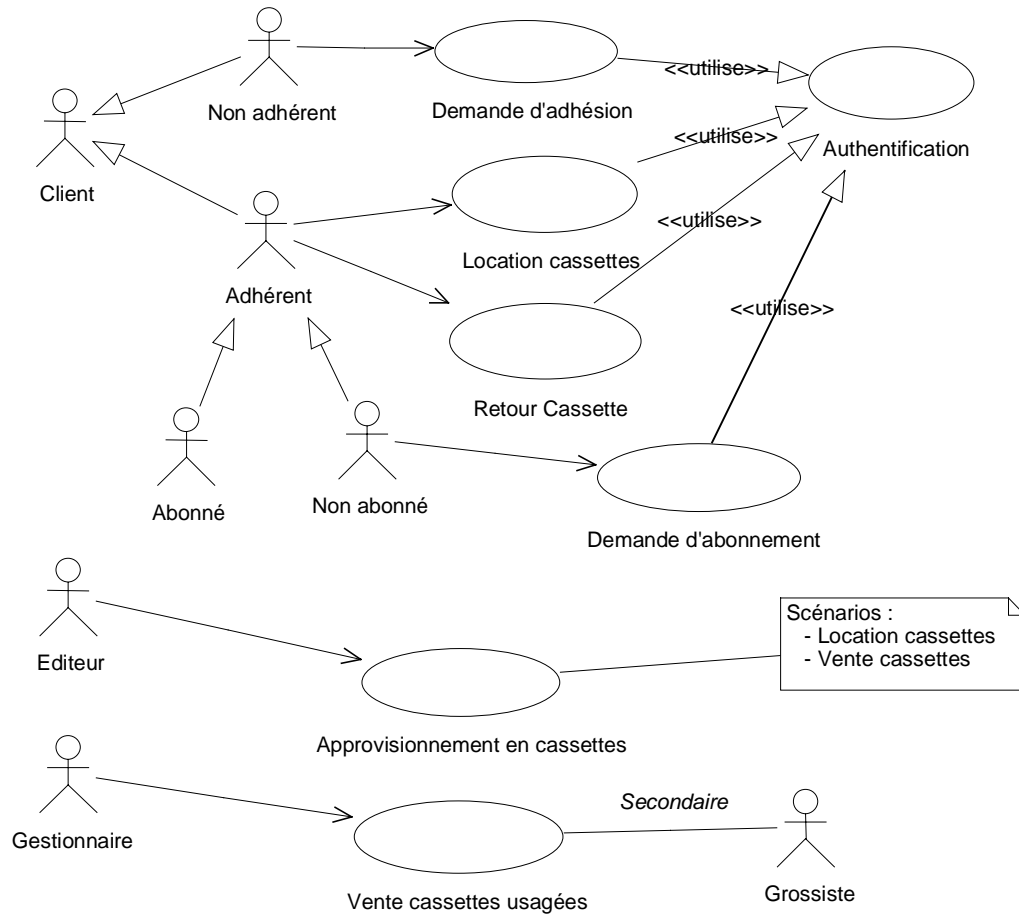 Non adhérent
Demande d'adhésion
<<utilise>>
Authentification
Client
<<utilise>>
Adhérent
Location cassettes
<<utilise>>
Retour Cassette
<<utilise>>
Abonné
Non abonné
Demande d'abonnement
Editeur
Scénarios :
- Location cassettes
- Vente cassettes
Approvisionnement en cassettes
Gestionnaire
Secondaire
Vente cassettes usagées
Grossiste